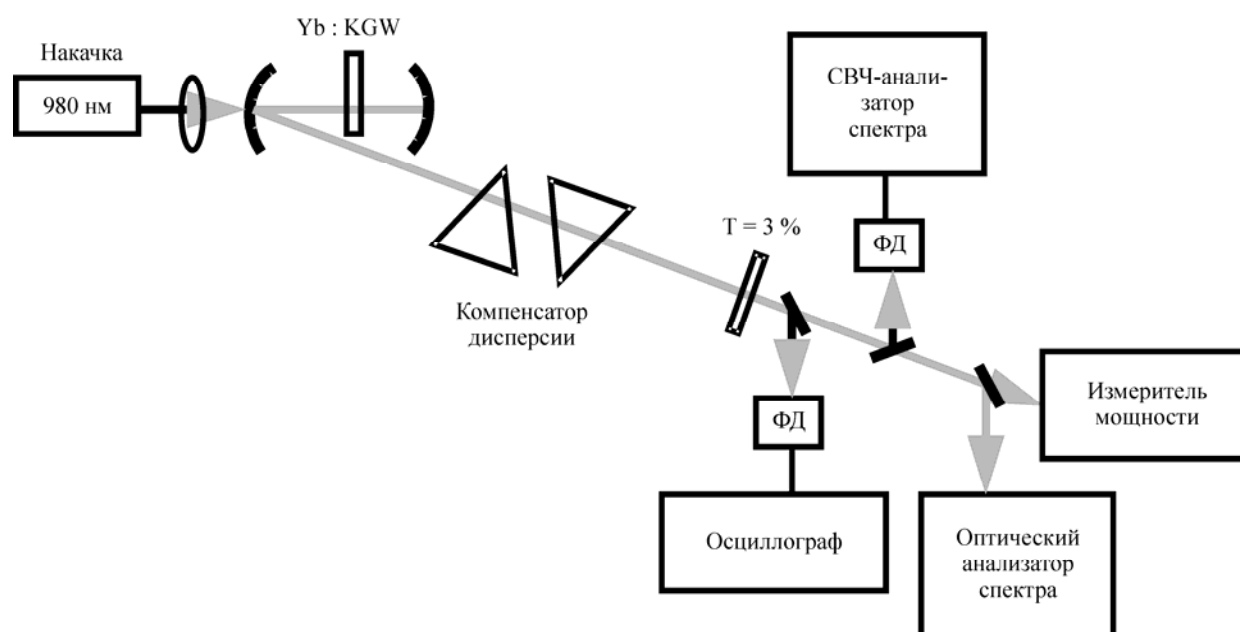 Yb : KGW
Накачка
980 нм
СВЧ-анали-
затор
спектра
ФД
T = 3 %
Компенсатор
дисперсии
ФД
Измеритель
мощности
Осциллограф
Оптический
анализатор
спектра